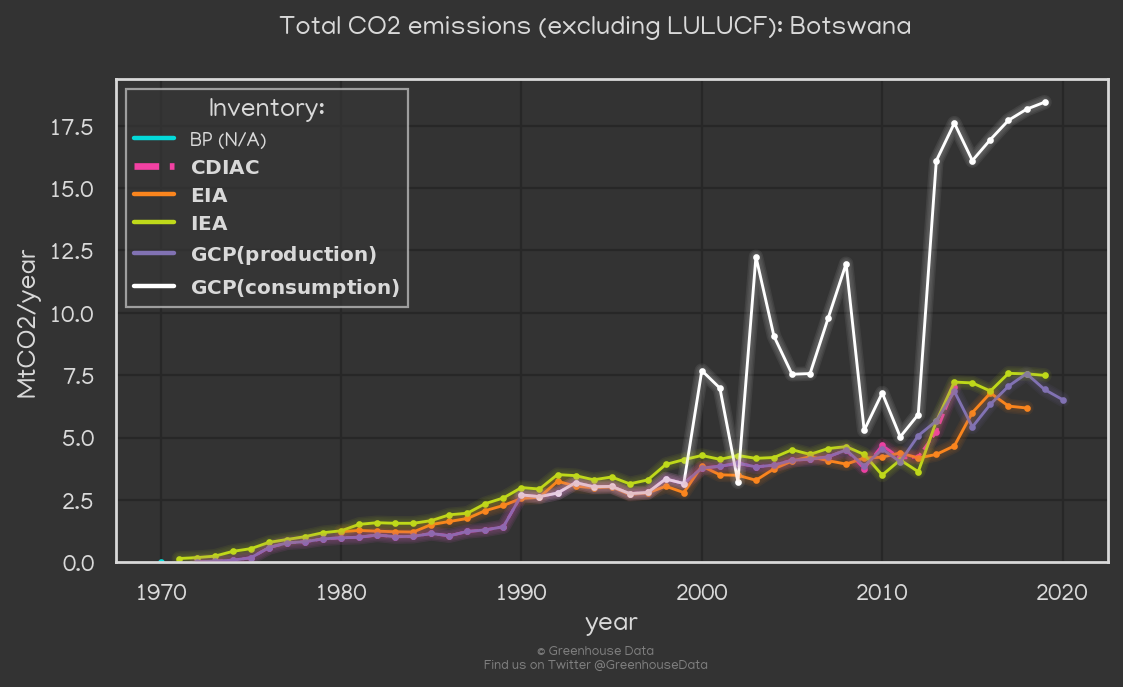 Total CO2 emissions (excluding LULUCF): Botswana
Inventory:
BP (N/A)
CDIAC
EIA
IEA
GCP(production)
GCP(consumption)
MtCO2/year
17.5
15.0
12.5
10.0
7.5
5.0
2.5
0.0
1970 1980 1990 2000 2010 2020
year
© Greenhouse Data
Find us on Twitter @GreenhouseData